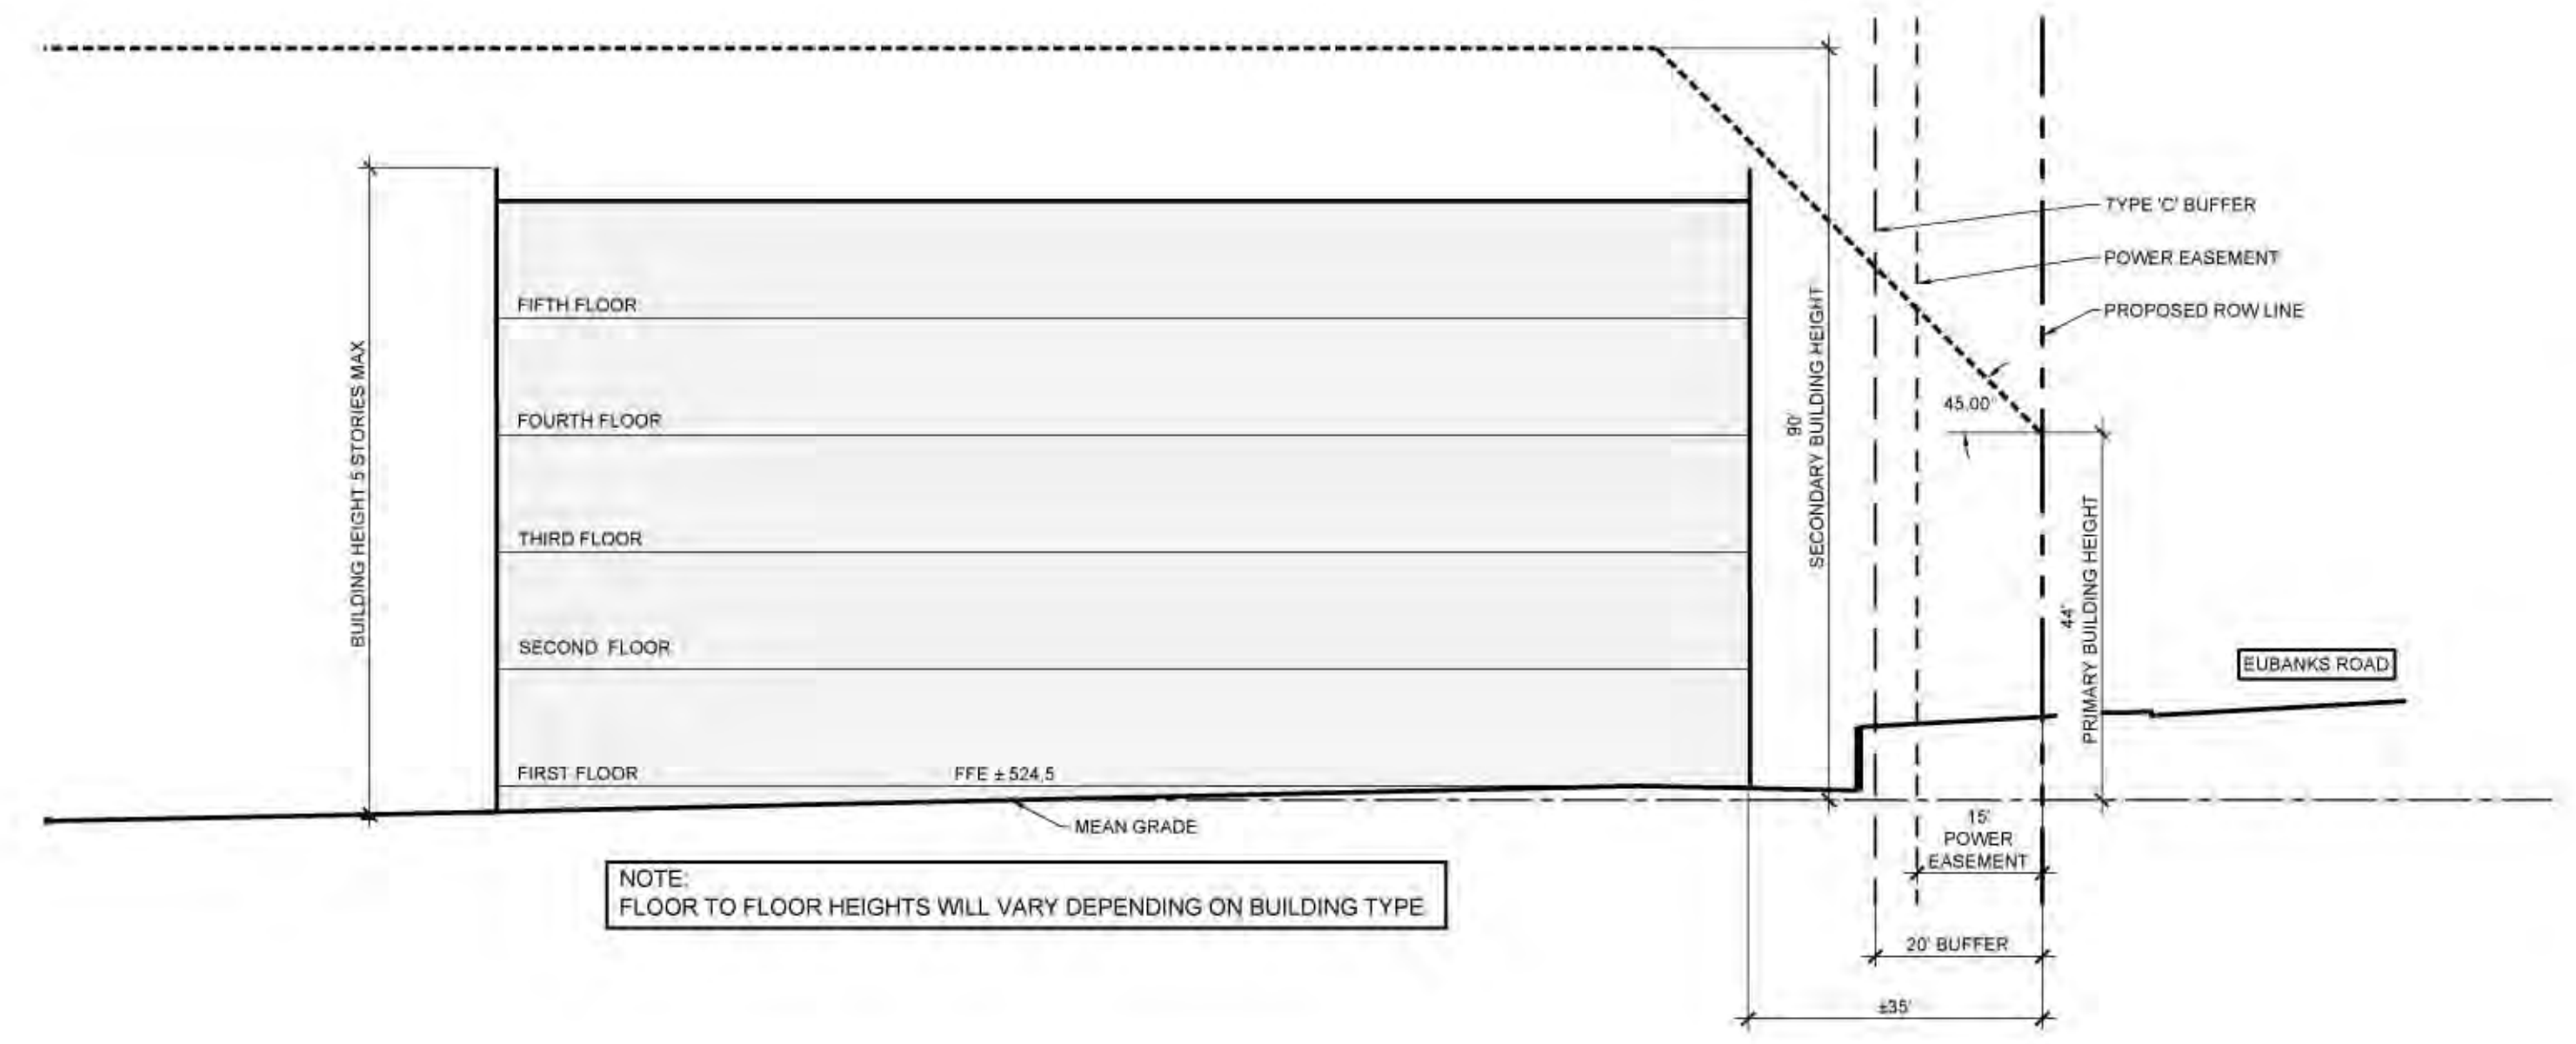 TYPE 'C' BUFFER
POWER EASEMENT
PROPOSED ROW LINE
FIFTH FLOOR
FOURTH FLOOR
THIRD FLOOR
SECOND FLOOR
FIRST FLOOR
FFE ± 524.5
MEAN GRADE
BUILDING HEIGHT 5 STORIES MAX
90'
SECONDARY BUILDING HEIGHT
45.00°
44'
PRIMARY BUILDING HEIGHT
EUBANKS ROAD
15'
POWER
EASEMENT
20' BUFFER
±35'
NOTE:
FLOOR TO FLOOR HEIGHTS WILL VARY DEPENDING ON BUILDING TYPE